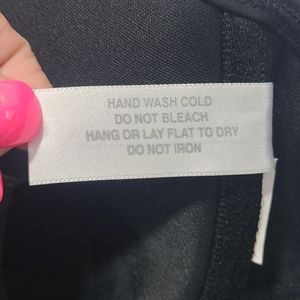 HAND WASH COLD
DO NOT BLEACH
HANG OR LAY FLAT TO DRY
DO NOT IRON